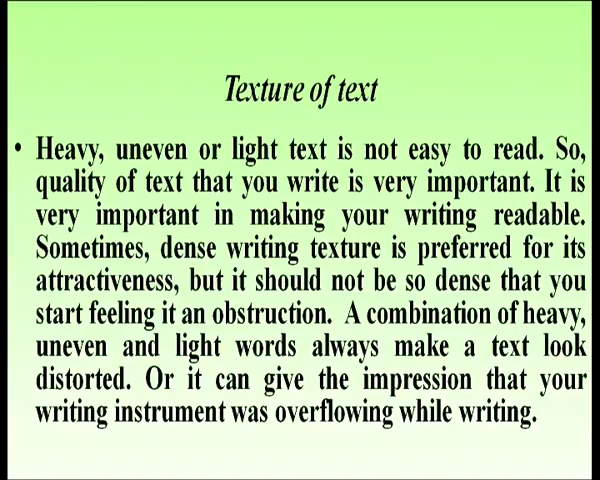 Texture of text
• Heavy, uneven or light text is not easy to read. So,
quality of text that you write is very important. It is
very important in making your writing readable.
Sometimes, dense writing texture is preferred for its
attractiveness, but it should not be so dense that you
start feeling it an obstruction. A combination of heavy,
uneven and light words always make a text look
distorted. Or it can give the impression that your
writing instrument was overflowing while writing.